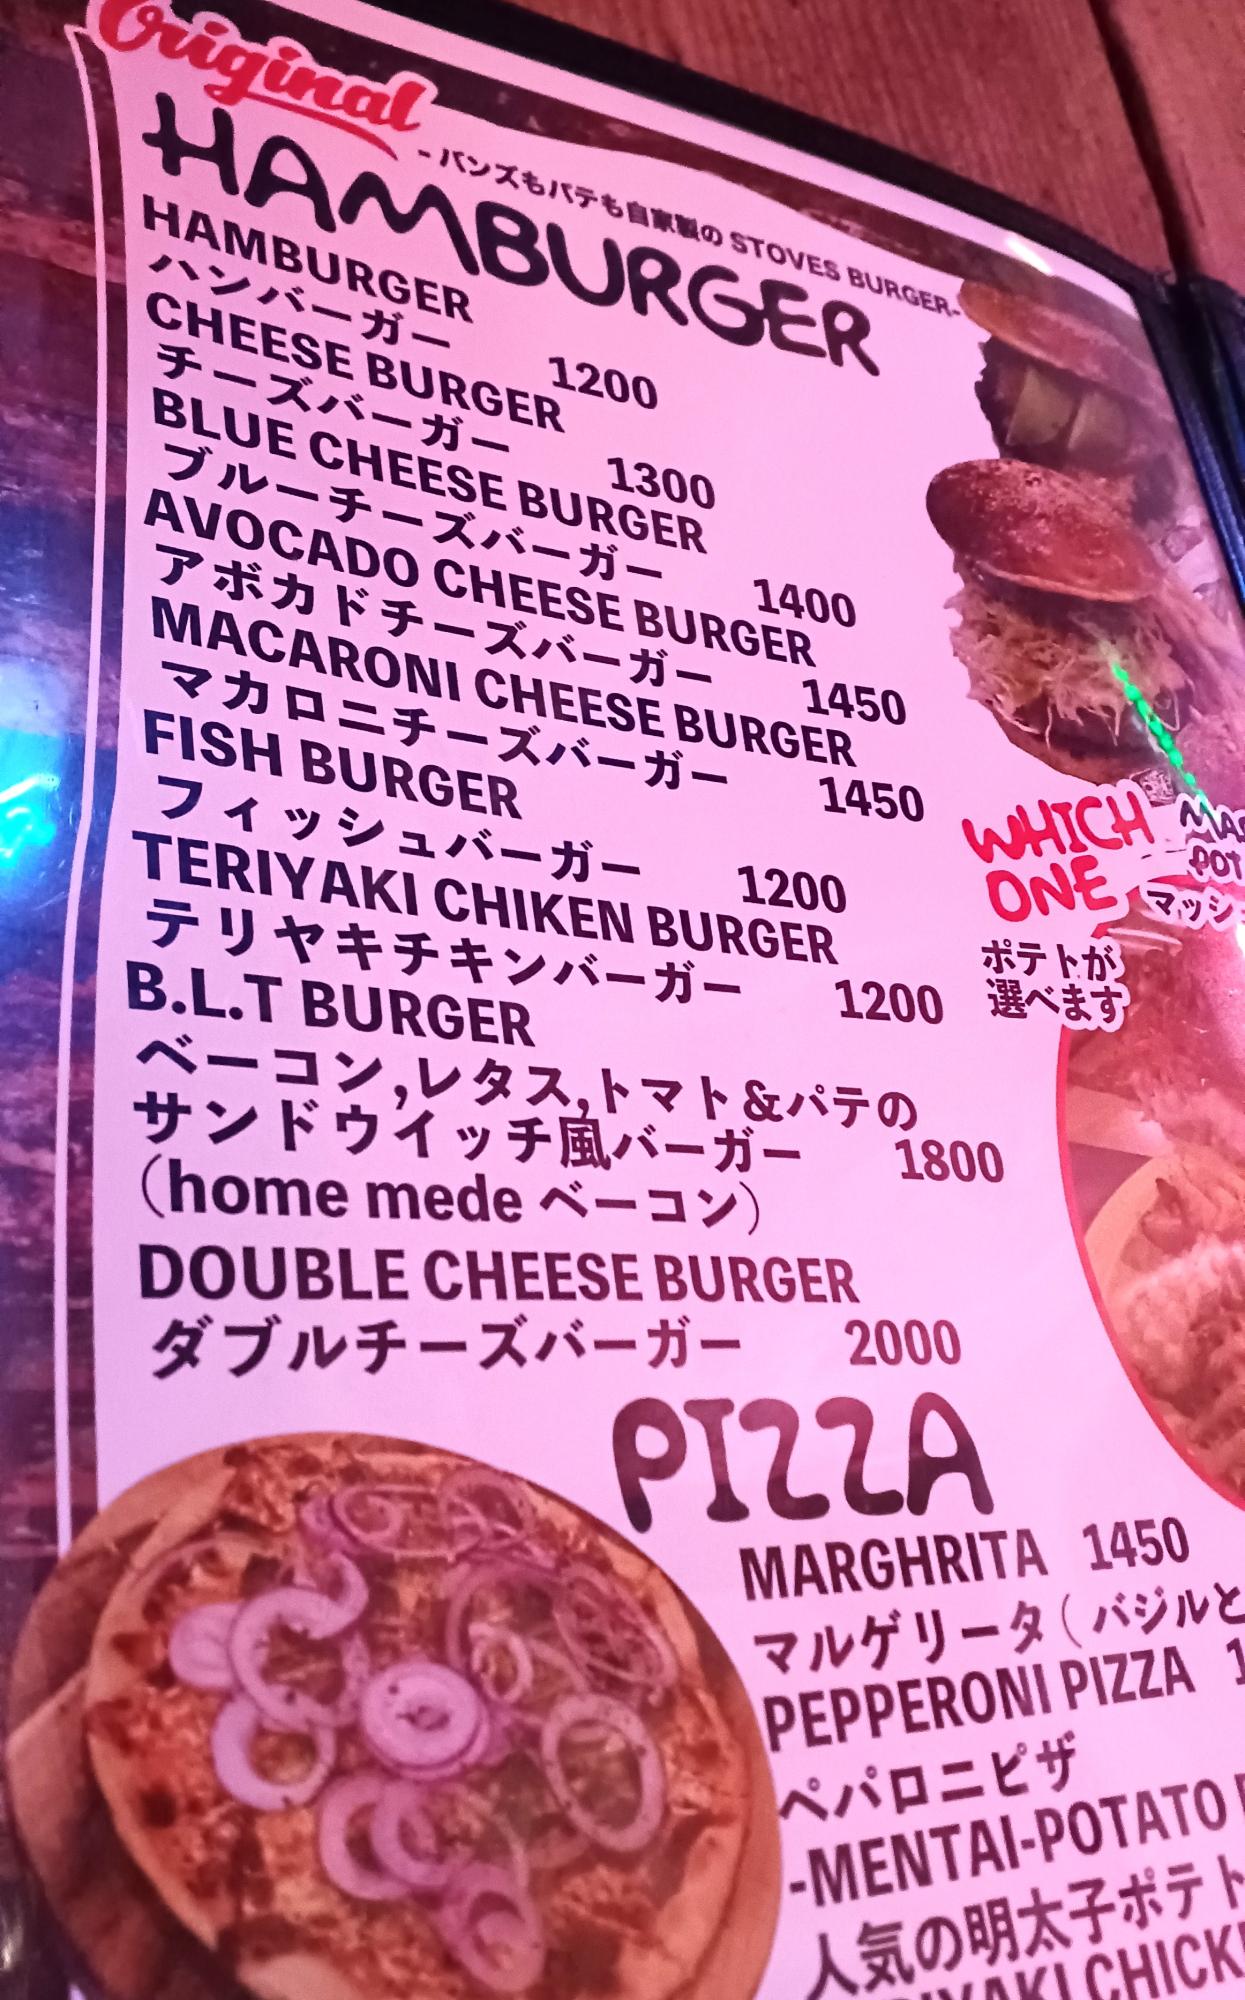 Original
-バンズもパテも自家製の STOVES BURGER-
HAMBURGER
HAMBURGER
ハンバーガー 1200
CHEESE BURGER
チーズバーガー 1300
BLUE CHEESE BURGER
ブルーチーズバーガー 1400
AVOCADO CHEESE BURGER
アボカドチーズバーガー 1450
MACARONI CHEESE BURGER
マカロニチーズバーガー 1450
FISH BURGER
フィッシュバーガー 1200
TERIYAKI CHIKEN BURGER
テリヤキチキンバーガー 1200
B.L.T BURGER
ベーコン,レタス,トマト&パテの
サンドウイッチ風バーガー 1800
(home mede ベーコン)
DOUBLE CHEESE BURGER
ダブルチーズバーガー 2000
WHICH
ONE
ポテトが
選べます
PIZZA
MARGHRITA 1450
マルゲリータ(バジルと
PEPPERONI PIZZA
ペパロニピザ
-MENTAI-POTATO
人気の明太子ポテト